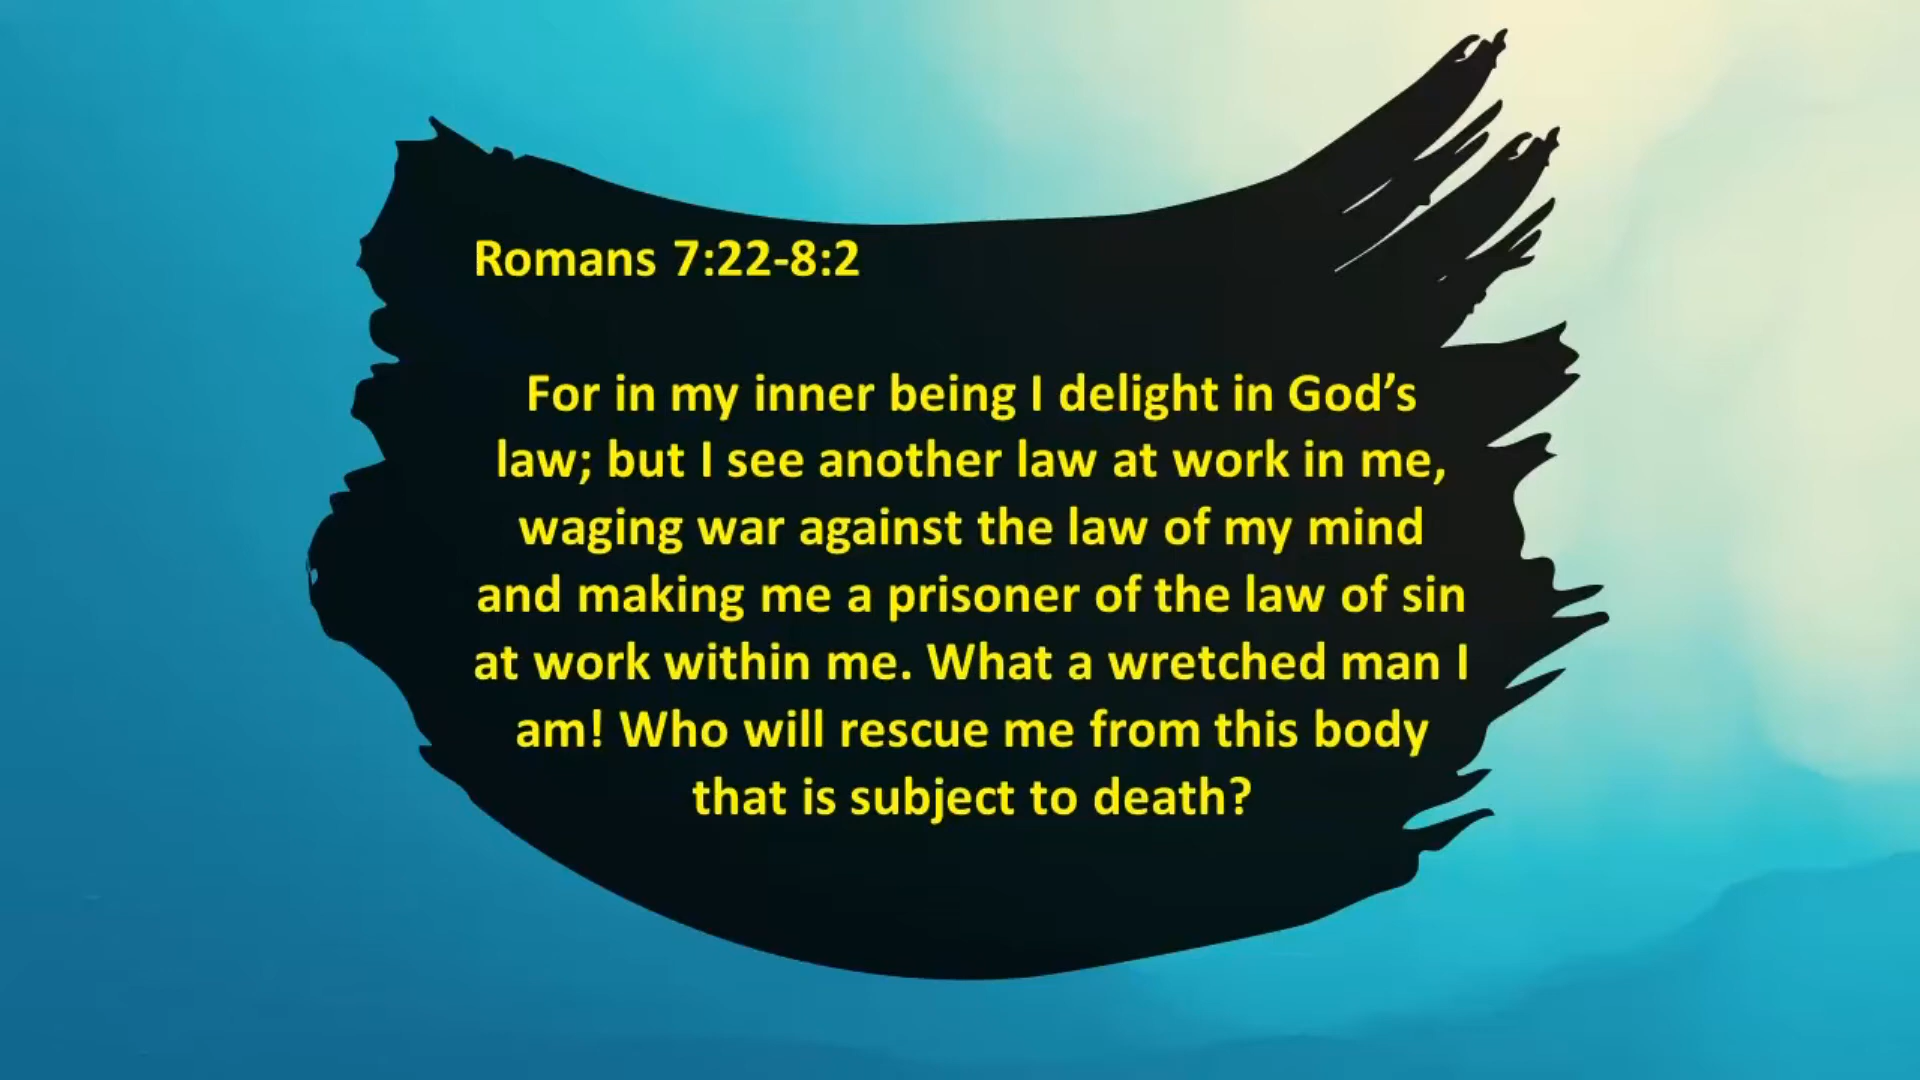 Romans 7:22-8:2
For in my inner being I delight in God’s
law; but I see another law at work in me,
waging war against the law of my mind
and making me a prisoner of the law of sin
at work within me. What a wretched man I
am! Who will rescue me from this body
that is subject to death?